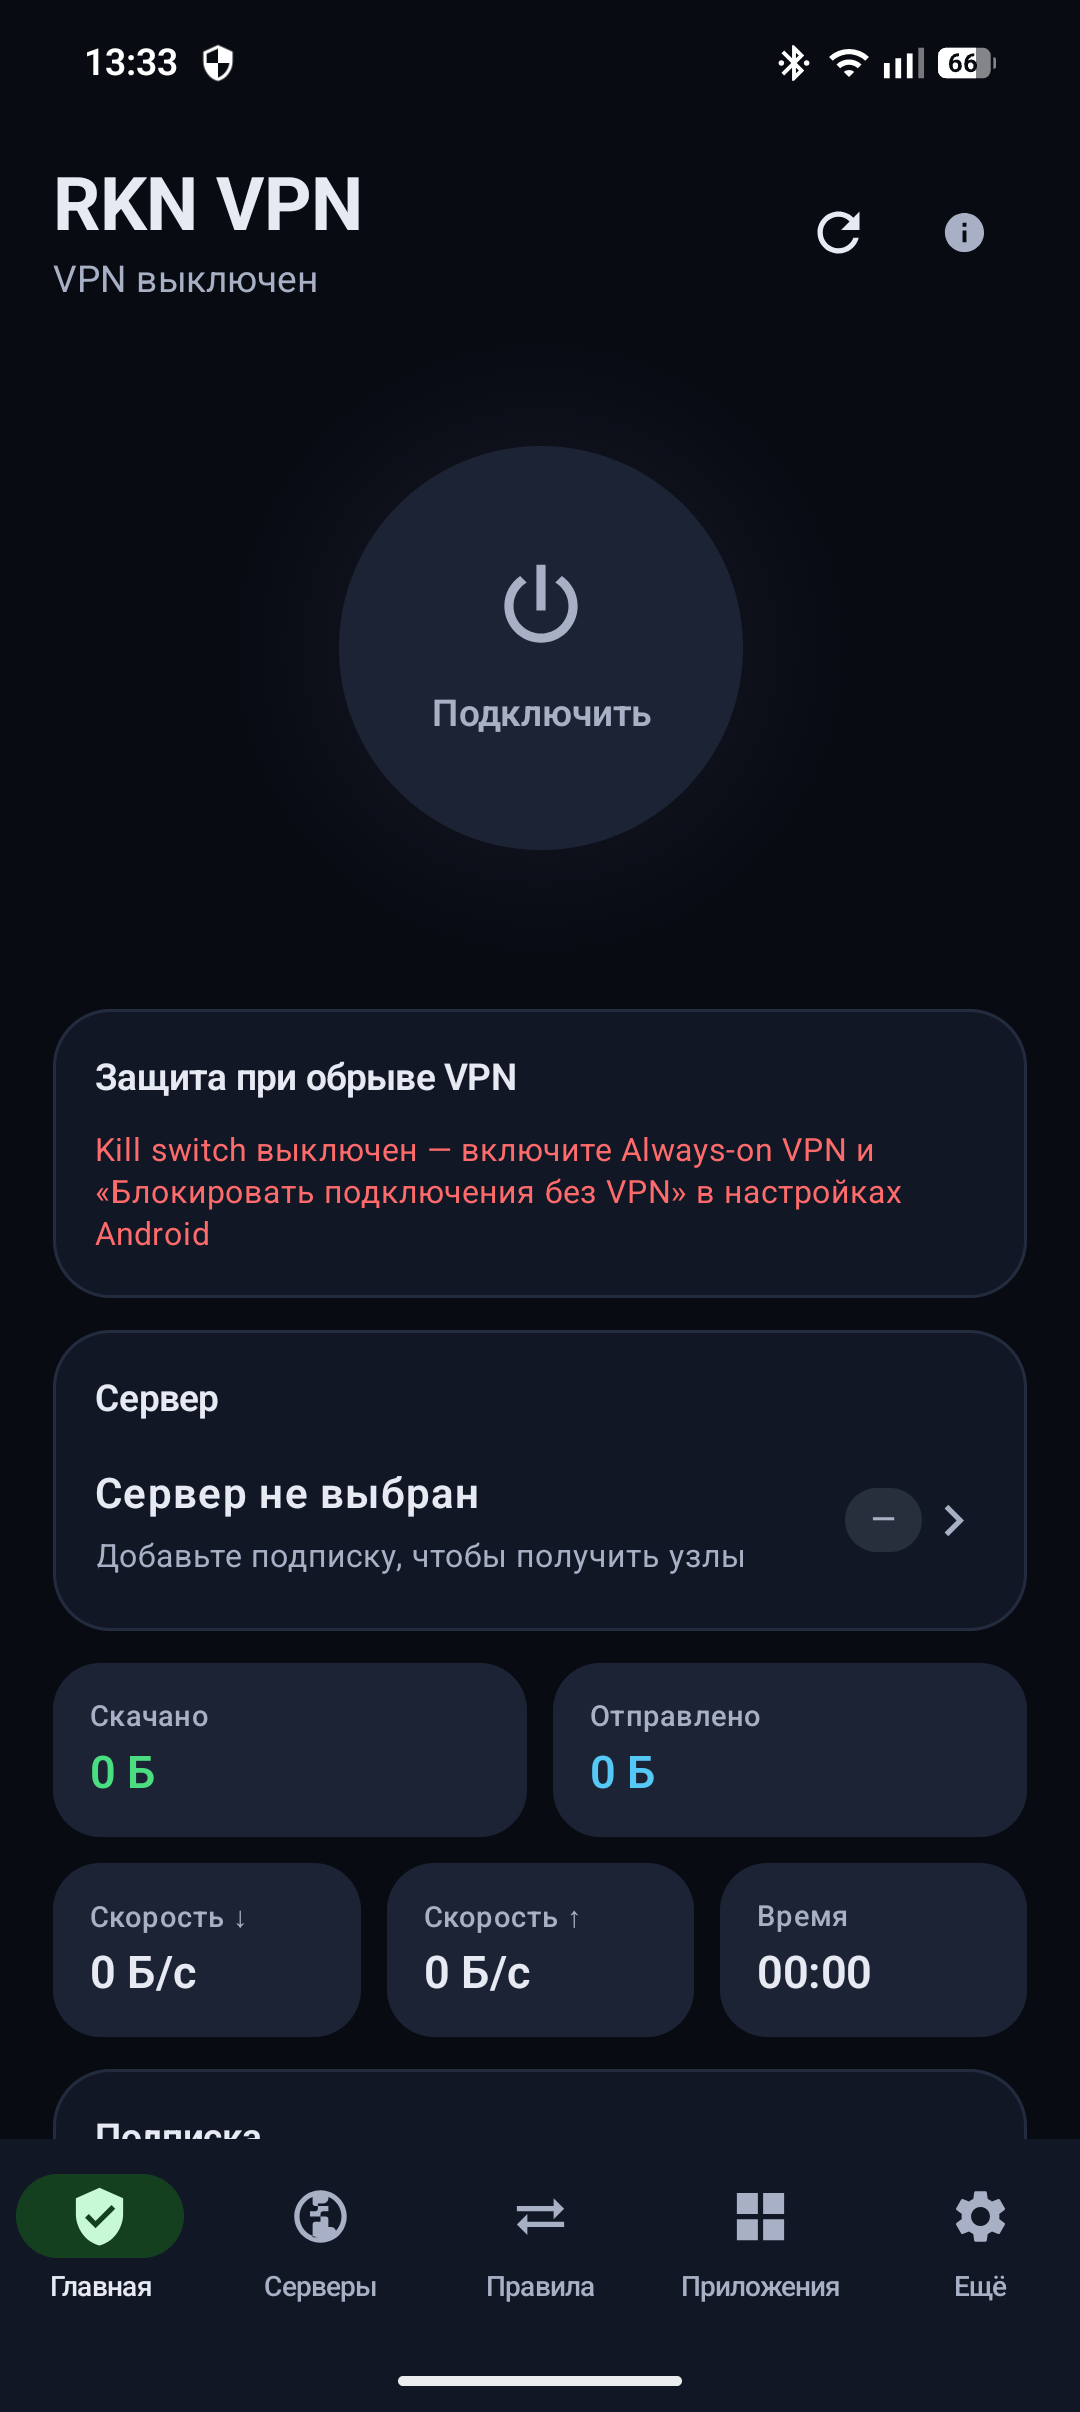 13:33
66
RKN VPN
VPN выключен
Подключить
Защита при обрыве VPN
Kill switch выключен — включите Always-on VPN и
«Блокировать подключения без VPN» в настройках
Android
Сервер
Сервер не выбран
–
Добавьте подписку, чтобы получить узлы
Скачано
0 Б
Отправлено
0 Б
Скорость ↓
0 Б/с
Скорость ↑
0 Б/с
Время
00:00
Подписка
Главная
Серверы
Правила
Приложения
Ещё